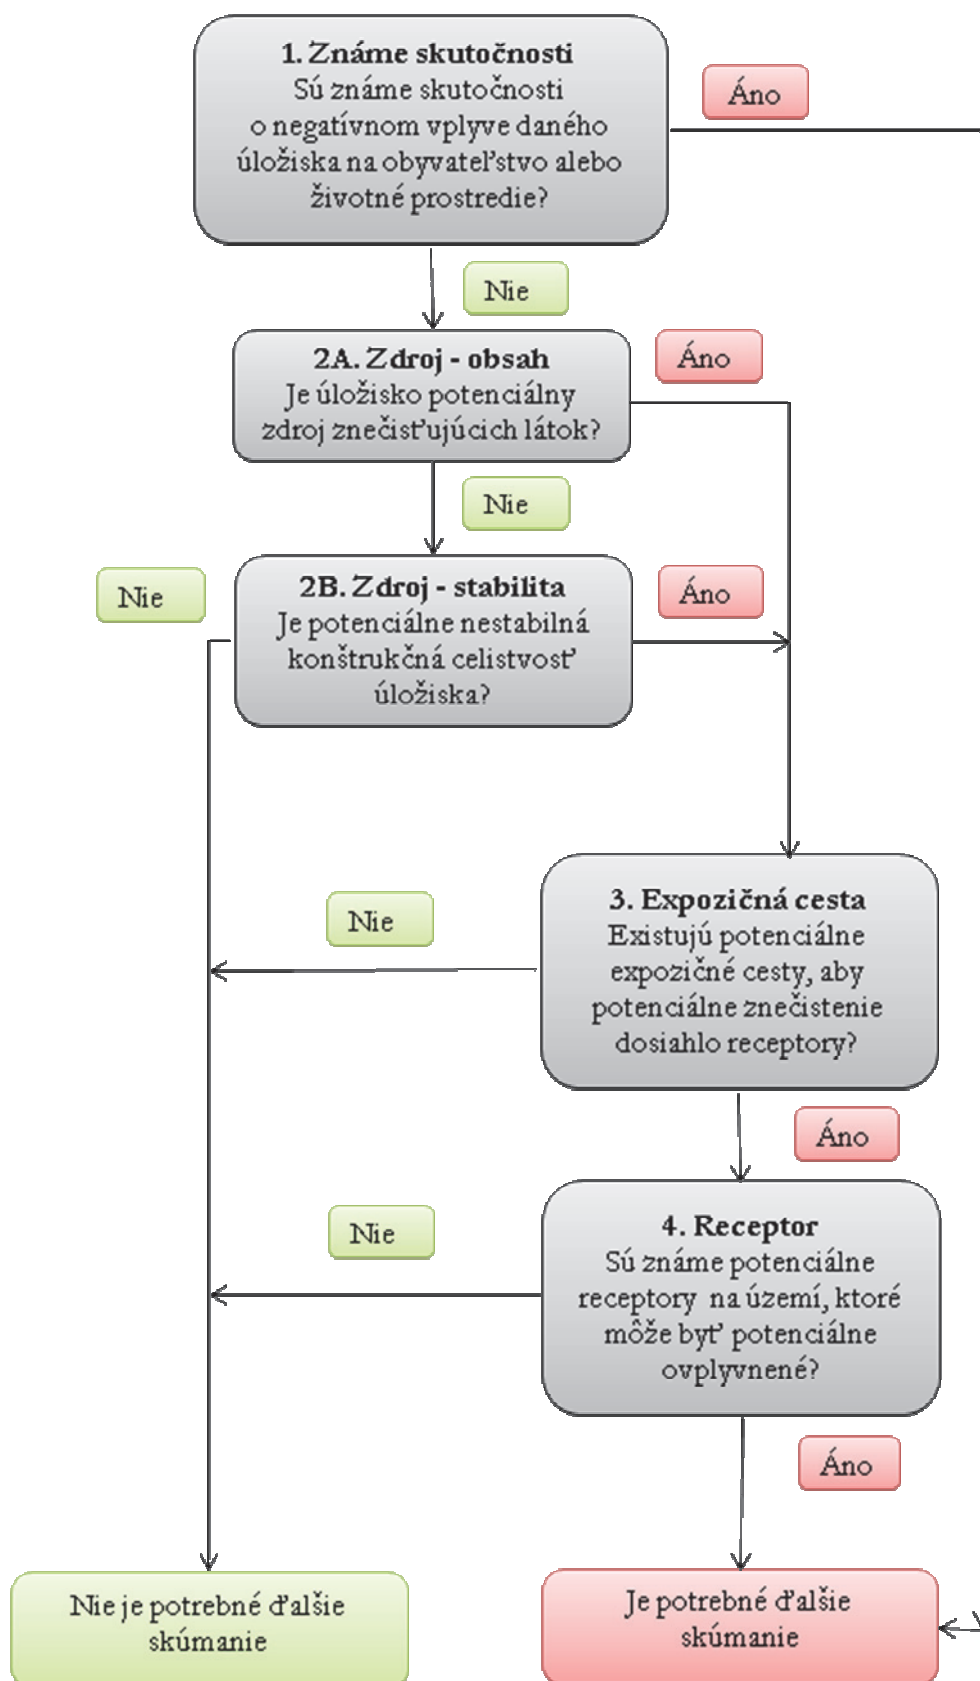 1. Známe skutočnosti
Sú známe skutočnosti
o negatívnom vplyve daného
úložiska na obyvateľstvo alebo
životné prostredie?
Áno
Nie
2A. Zdroj - obsah
Je úložisko potenciálny
zdroj znečisťujúcich látok?
Áno
Nie
Nie
2B. Zdroj - stabilita
Je potenciálne nestabilná
konštrukčná celistvosť
úložiska?
Áno
3. Expozičná cesta
Existujú potenciálne
expozičné cesty, aby
potenciálne znečistenie
dosiahlo receptory?
Nie
Áno
4. Receptor
Sú známe potenciálne
receptory na území, ktoré
môže byť potenciálne
ovplyvnené?
Nie
Áno
Nie je potrebné ďalšie
skúmanie
Je potrebné ďalšie
skúmanie